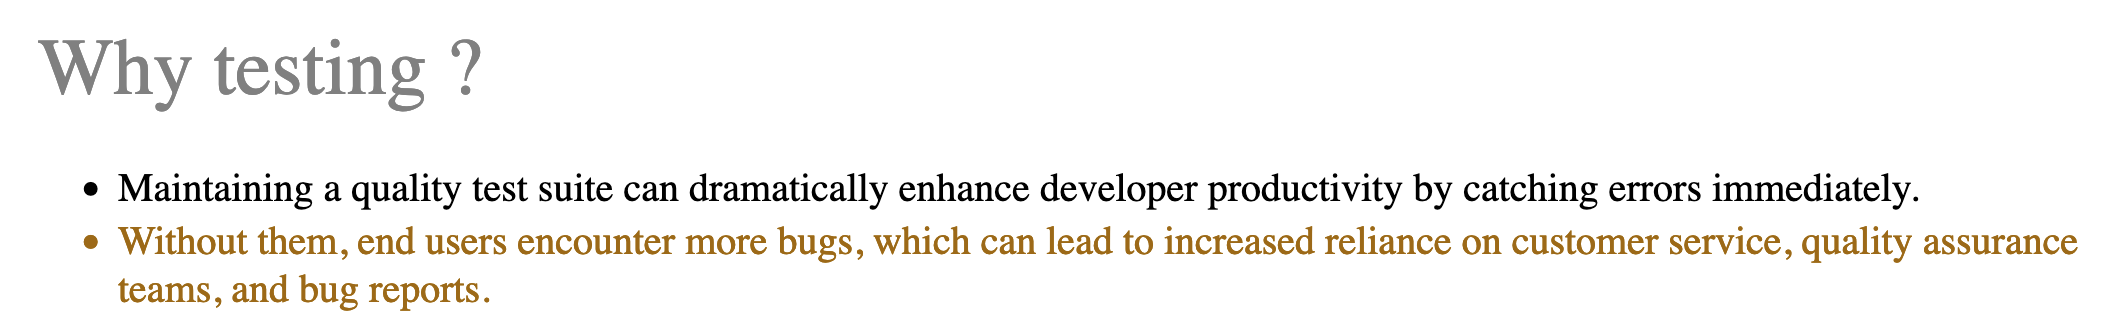 Why testing ?
• Maintaining a quality test suite can dramatically enhance developer productivity by catching errors immediately.
• Without them, end users encounter more bugs, which can lead to increased reliance on customer service, quality assurance
teams, and bug reports.